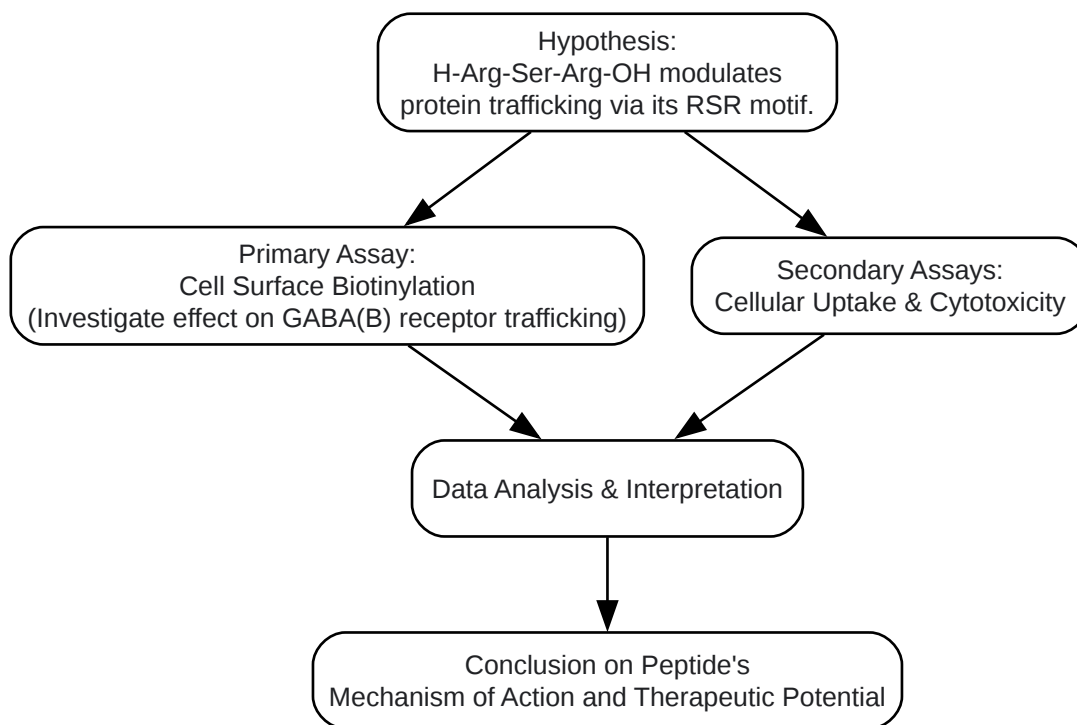 Hypothesis:
H-Arg-Ser-Arg-OH modulates
protein trafficking via its RSR motif.
Primary Assay:
Cell Surface Biotinylation
(Investigate effect on GABA(B) receptor trafficking)
Secondary Assays:
Cellular Uptake & Cytotoxicity
Data Analysis & Interpretation
Conclusion on Peptide's
Mechanism of Action and Therapeutic Potential